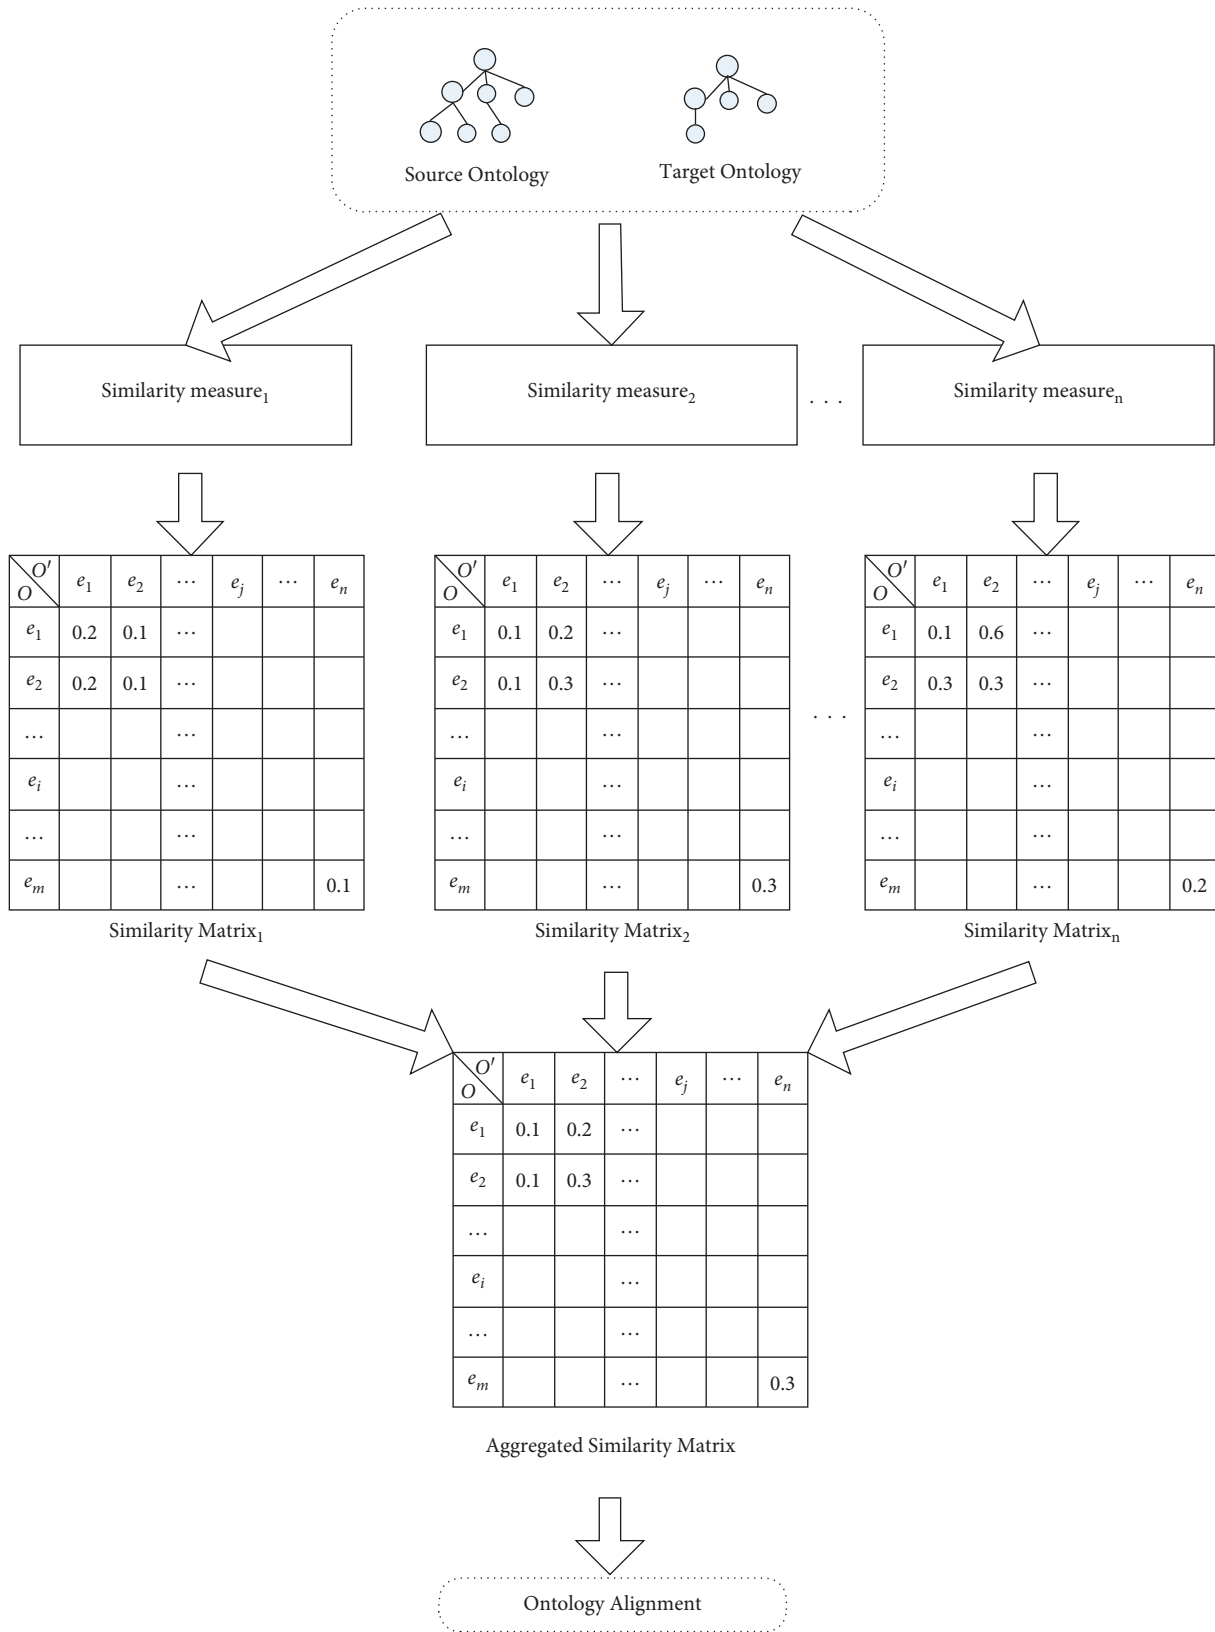 Source Ontology
Target Ontology
Similarity measure₁
Similarity measure₂
. . .
Similarity measureₙ
O′ O e₁ e₂ ... eⱼ ... eₙ
e₁ 0.2 0.1 ...
e₂ 0.2 0.1 ...
... ...
eᵢ ...
... ...
eₘ ... 0.1
Similarity Matrix₁
O′ O e₁ e₂ ... eⱼ ... eₙ
e₁ 0.1 0.2 ...
e₂ 0.1 0.3 ...
... ...
eᵢ ...
... ...
eₘ ... 0.3
Similarity Matrix₂
. . .
O′ O e₁ e₂ ... eⱼ ... eₙ
e₁ 0.1 0.6 ...
e₂ 0.3 0.3 ...
... ...
eᵢ ...
... ...
eₘ ... 0.2
Similarity Matrixₙ
O′ O e₁ e₂ ... eⱼ ... eₙ
e₁ 0.1 0.2 ...
e₂ 0.1 0.3 ...
... ...
eᵢ ...
... ...
eₘ ... 0.3
Aggregated Similarity Matrix
Ontology Alignment